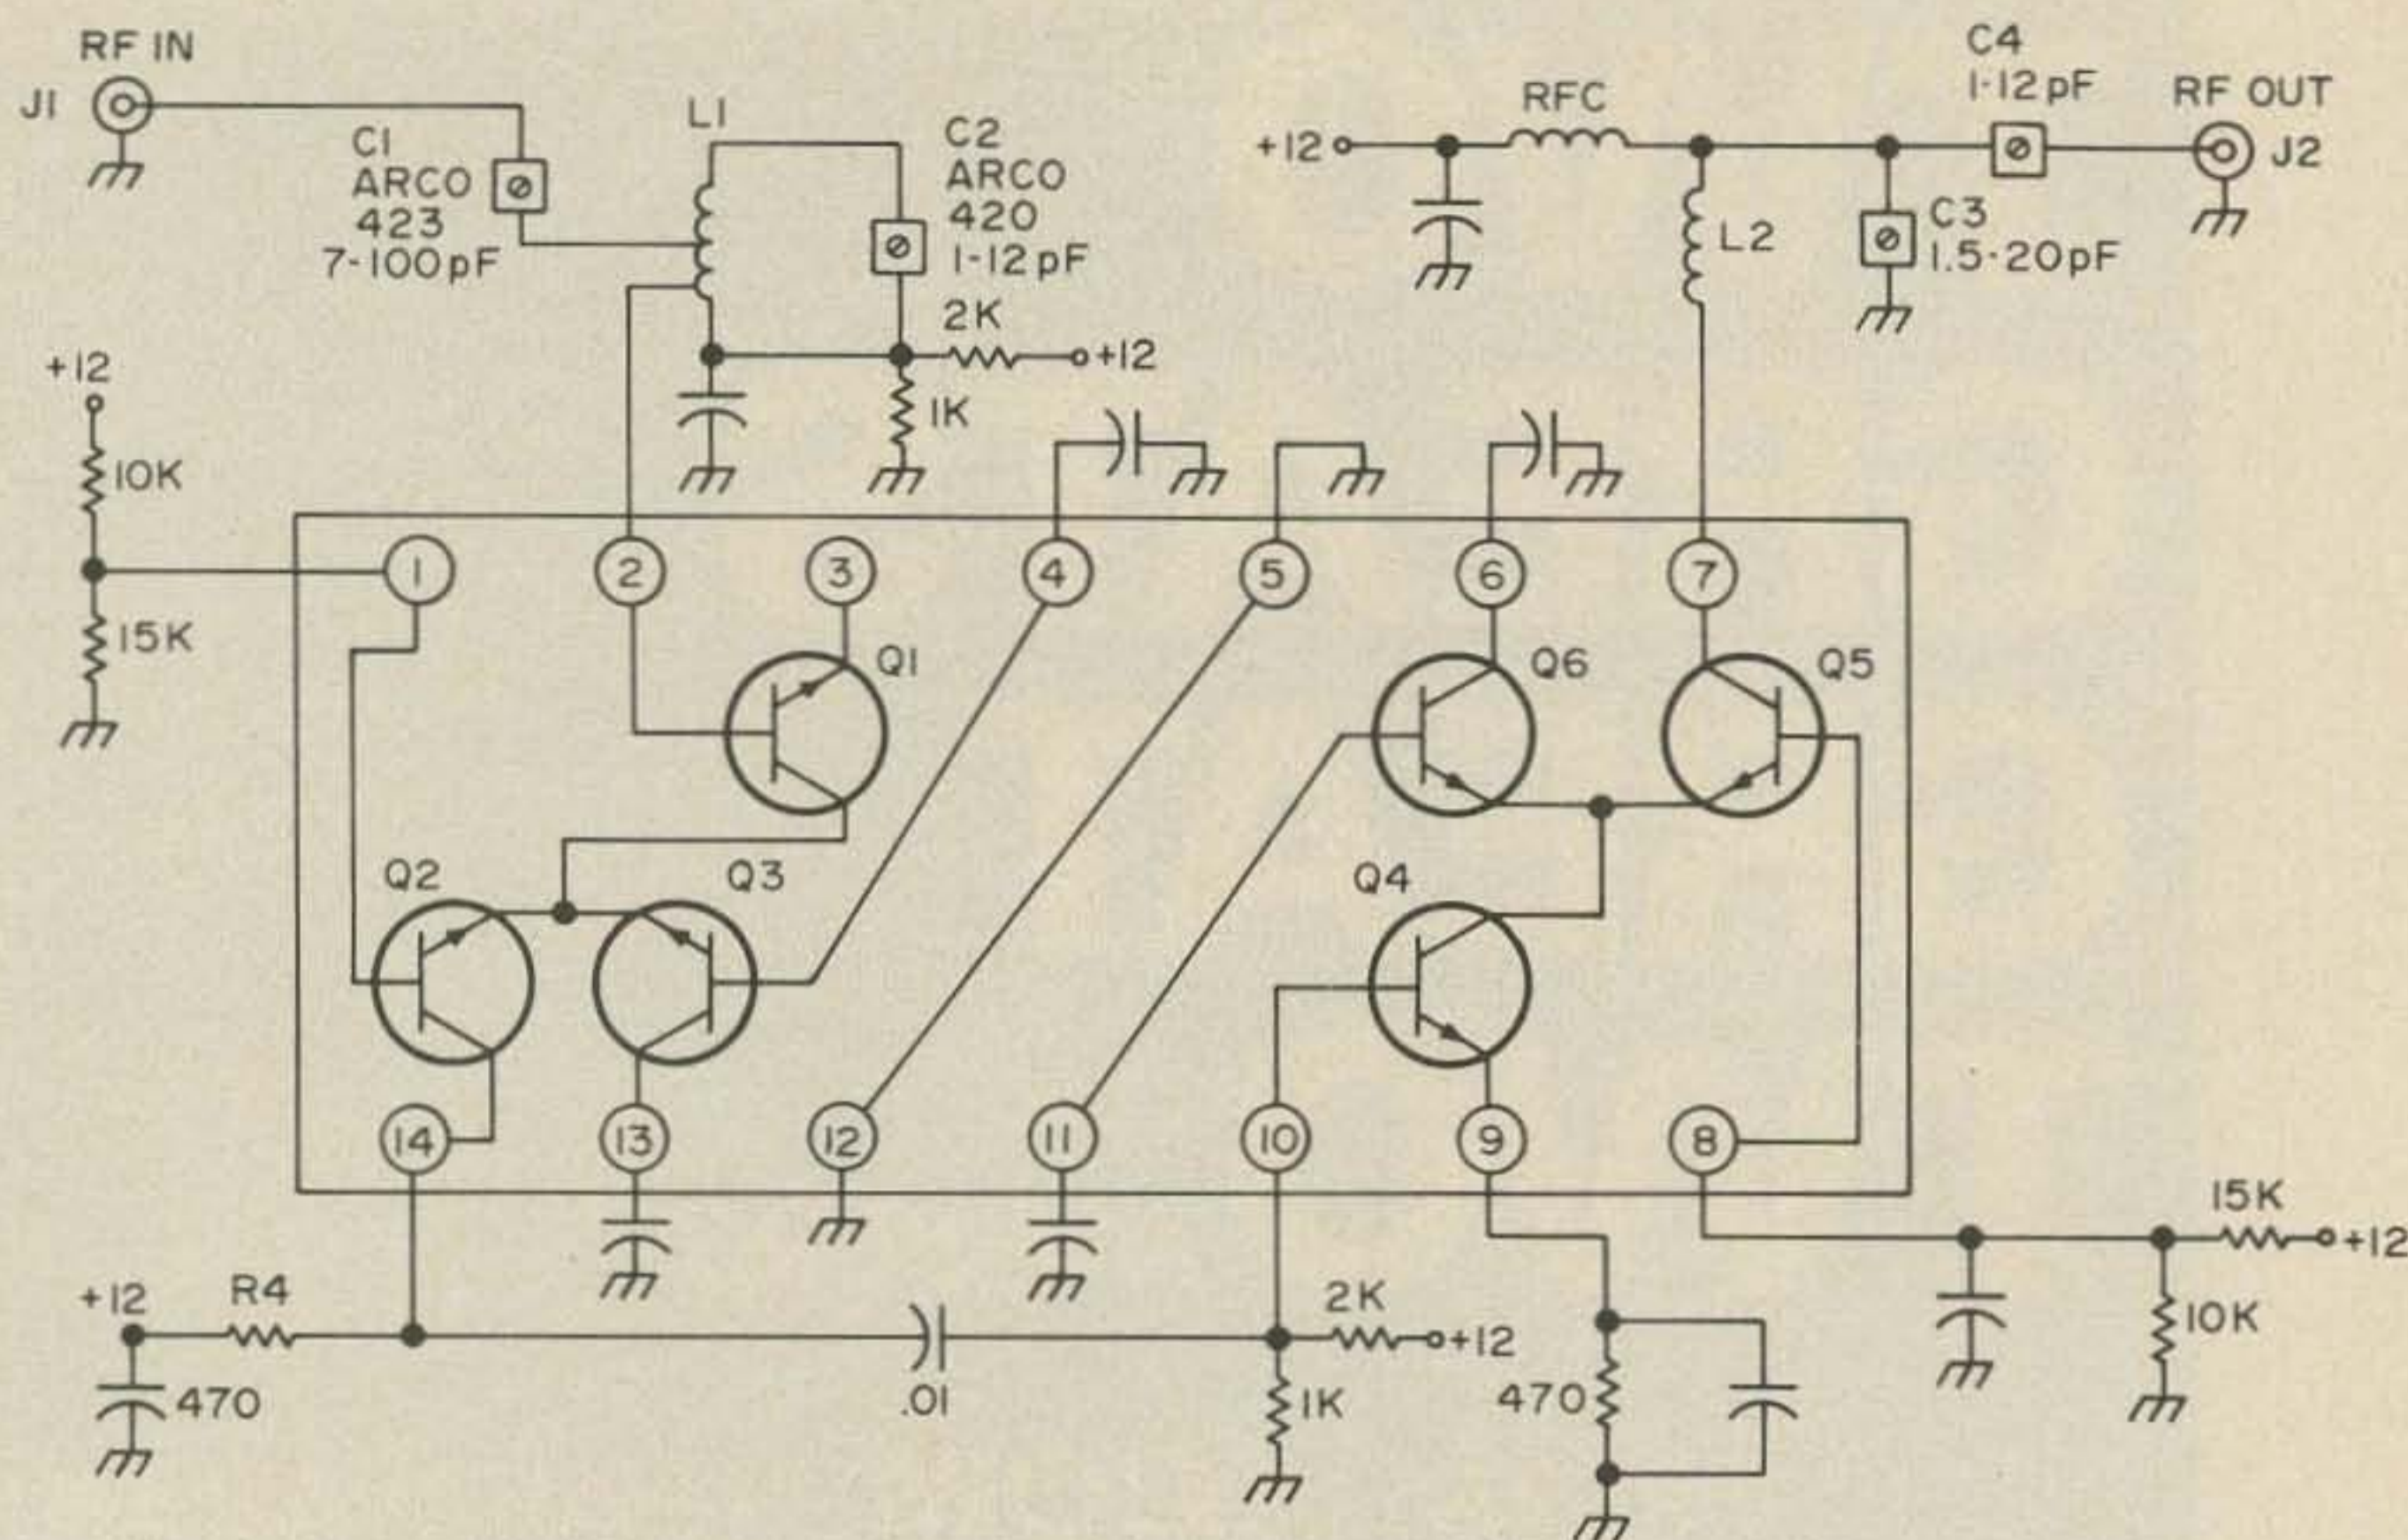 RF IN
J1
C1
ARCO
423
7-100pF
L1
C2
ARCO
420
1-12pF
2K
+12
1K
+12
RFC
C4
1-12pF
RF OUT
J2
L2
C3
1.5-20pF
+12
10K
15K
1
2
3
4
5
6
7
Q1
Q6
Q5
Q2
Q3
Q4
14
13
12
11
10
9
8
+12
R4
470
.01
2K
+12
1K
470
15K
+12
10K